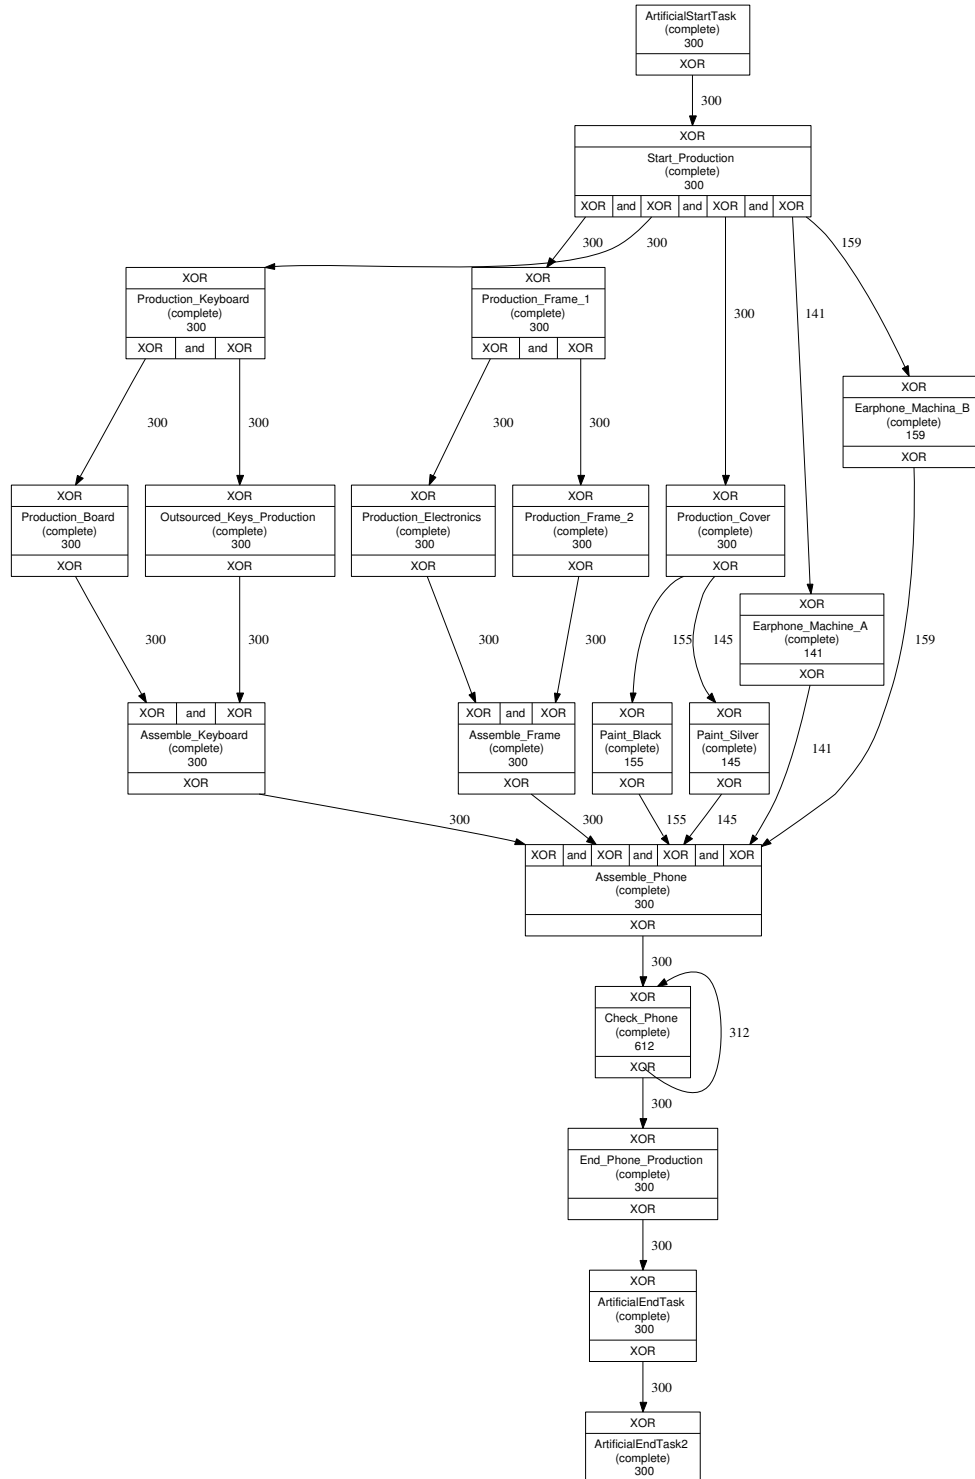 ArtificialStartTask
(complete)
300
XOR
300
XOR
Start_Production
(complete)
300
XOR and XOR and XOR and XOR
300
300
159
XOR
Production_Keyboard
(complete)
300
XOR and XOR
XOR
Production_Frame_1
(complete)
300
XOR and XOR
300
141
XOR
Earphone_Machina_B
(complete)
159
XOR
300
300
300
300
XOR
Production_Board
(complete)
300
XOR
XOR
Outsourced_Keys_Production
(complete)
300
XOR
XOR
Production_Electronics
(complete)
300
XOR
XOR
Production_Frame_2
(complete)
300
XOR
XOR
Production_Cover
(complete)
300
XOR
XOR
Earphone_Machine_A
(complete)
141
XOR
300
300
300
300
155
145
159
XOR and XOR
Assemble_Keyboard
(complete)
300
XOR
XOR and XOR
Assemble_Frame
(complete)
300
XOR
XOR
Paint_Black
(complete)
155
XOR
XOR
Paint_Silver
(complete)
145
XOR
141
300
300
155
145
XOR and XOR and XOR and XOR
Assemble_Phone
(complete)
300
XOR
300
XOR
Check_Phone
(complete)
612
XOR
312
300
XOR
End_Phone_Production
(complete)
300
XOR
300
XOR
ArtificialEndTask
(complete)
300
XOR
300
XOR
ArtificialEndTask2
(complete)
300